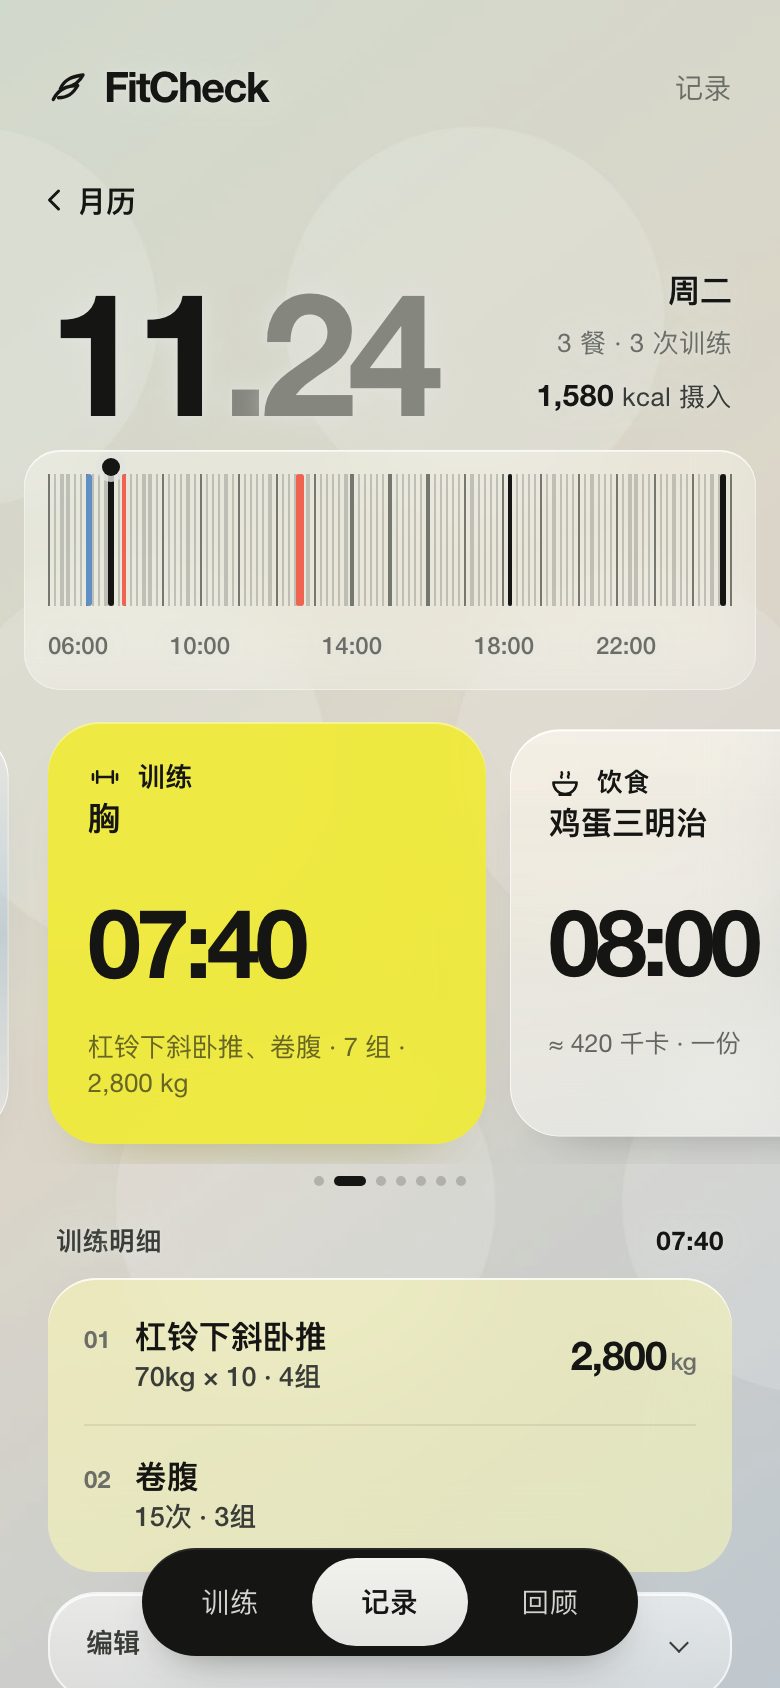 FitCheck
记录
月历
11.24
周二
3 餐 · 3 次训练
1,580 kcal 摄入
06:00 10:00 14:00 18:00 22:00
训练
胸
07:40
杠铃下斜卧推、卷腹 · 7 组 ·
2,800 kg
饮食
鸡蛋三明治
08:00
≈ 420 千卡 · 一份
训练明细
07:40
01 杠铃下斜卧推
70kg × 10 · 4组
2,800 kg
02 卷腹
15次 · 3组
编辑
训练 记录 回顾